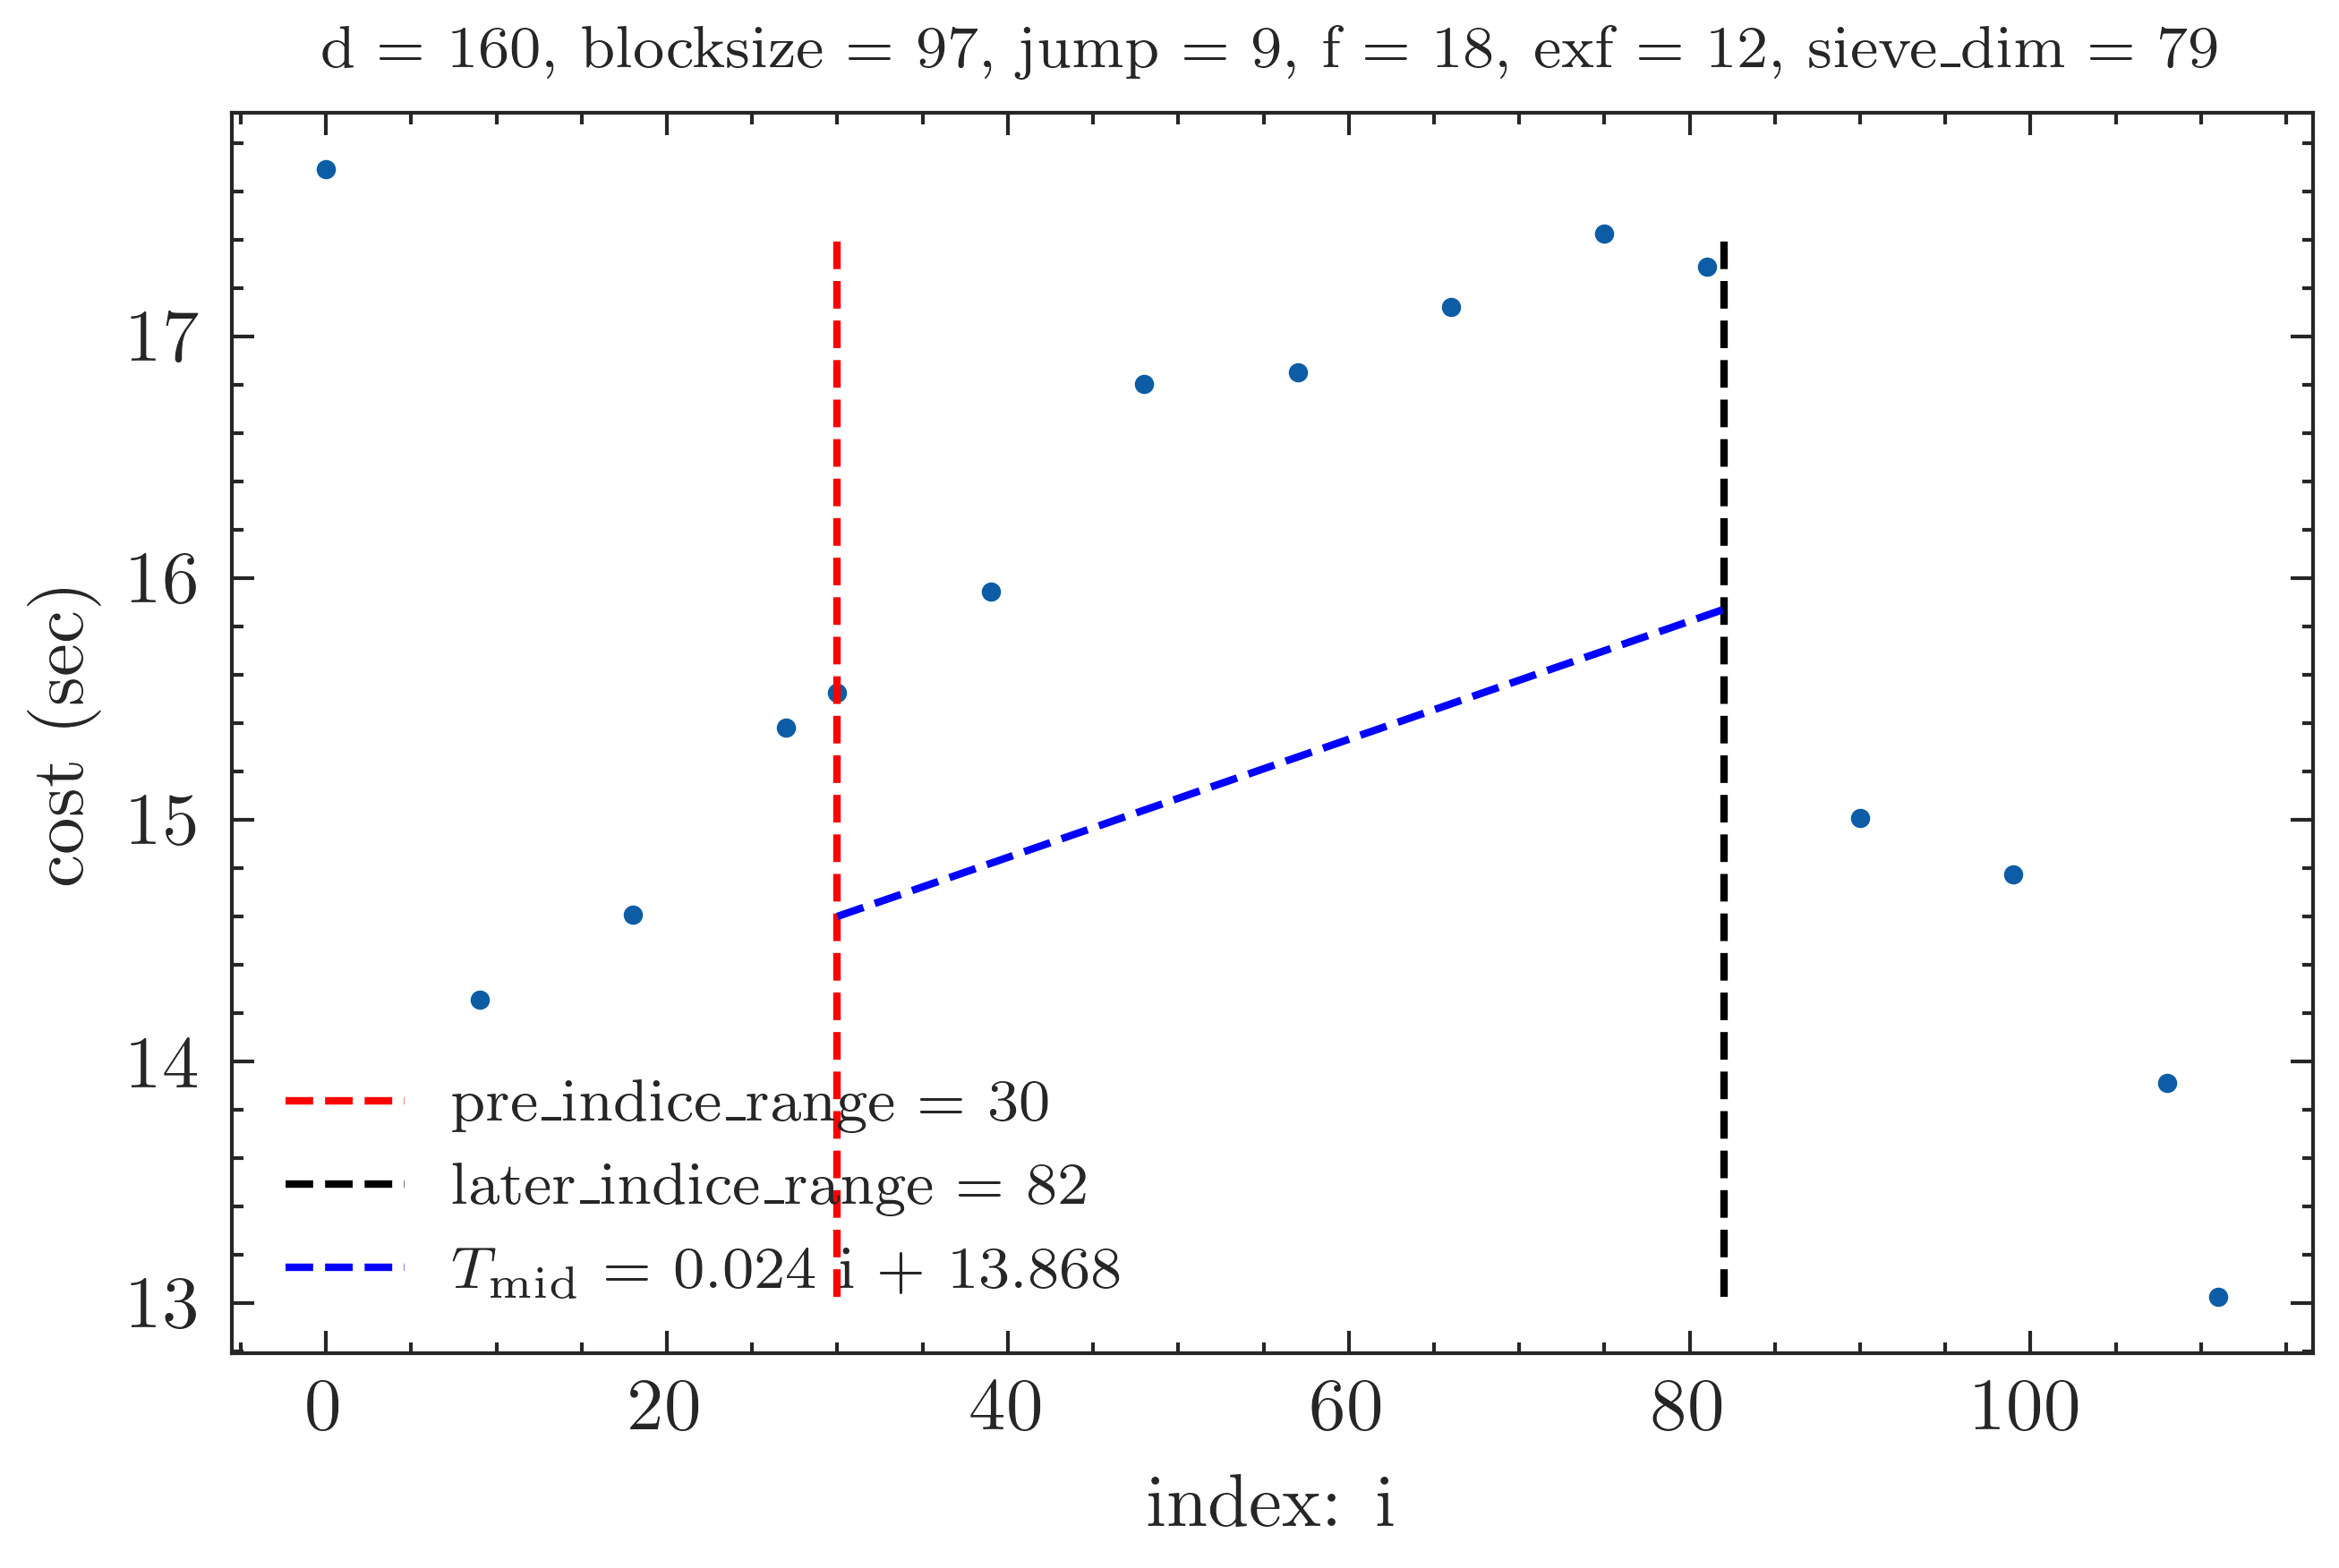 d = 160, blocksize = 97, jump = 9, f = 18, exf = 12, sieve_dim = 79
cost (sec)
17
16
15
14
13
pre_indice_range = 30
later_indice_range = 82
T_mid = 0.024 i + 13.868
0 20 40 60 80 100
index: i